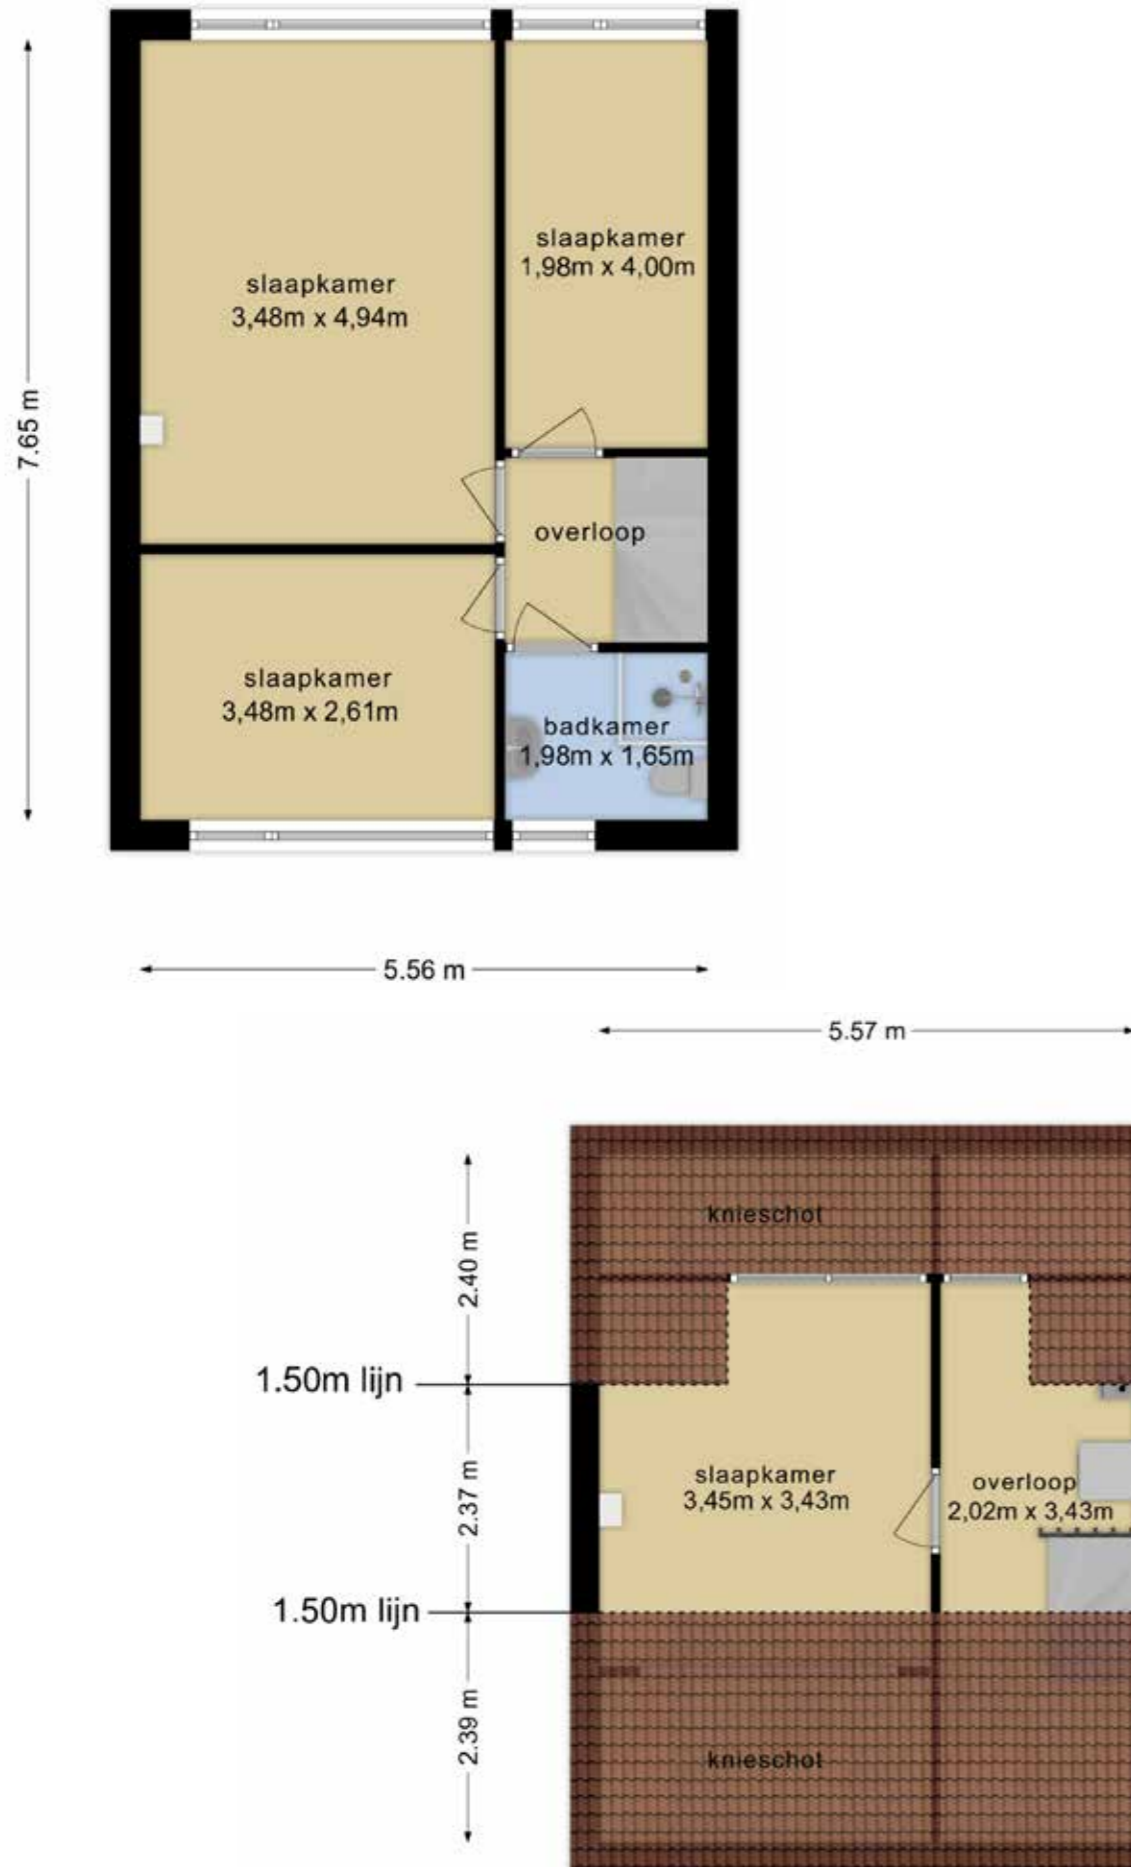 slaapkamer
1,98m x 4,00m
slaapkamer
3,48m x 4,94m
7.65 m
overloop
slaapkamer
3,48m x 2,61m
badkamer
1,98m x 1,65m
5.56 m
5.57 m
knieschot
2.40 m
1.50m lijn
slaapkamer
3,45m x 3,43m
overloop
2,02m x 3,43m
2.37 m
1.50m lijn
2.39 m
knieschot